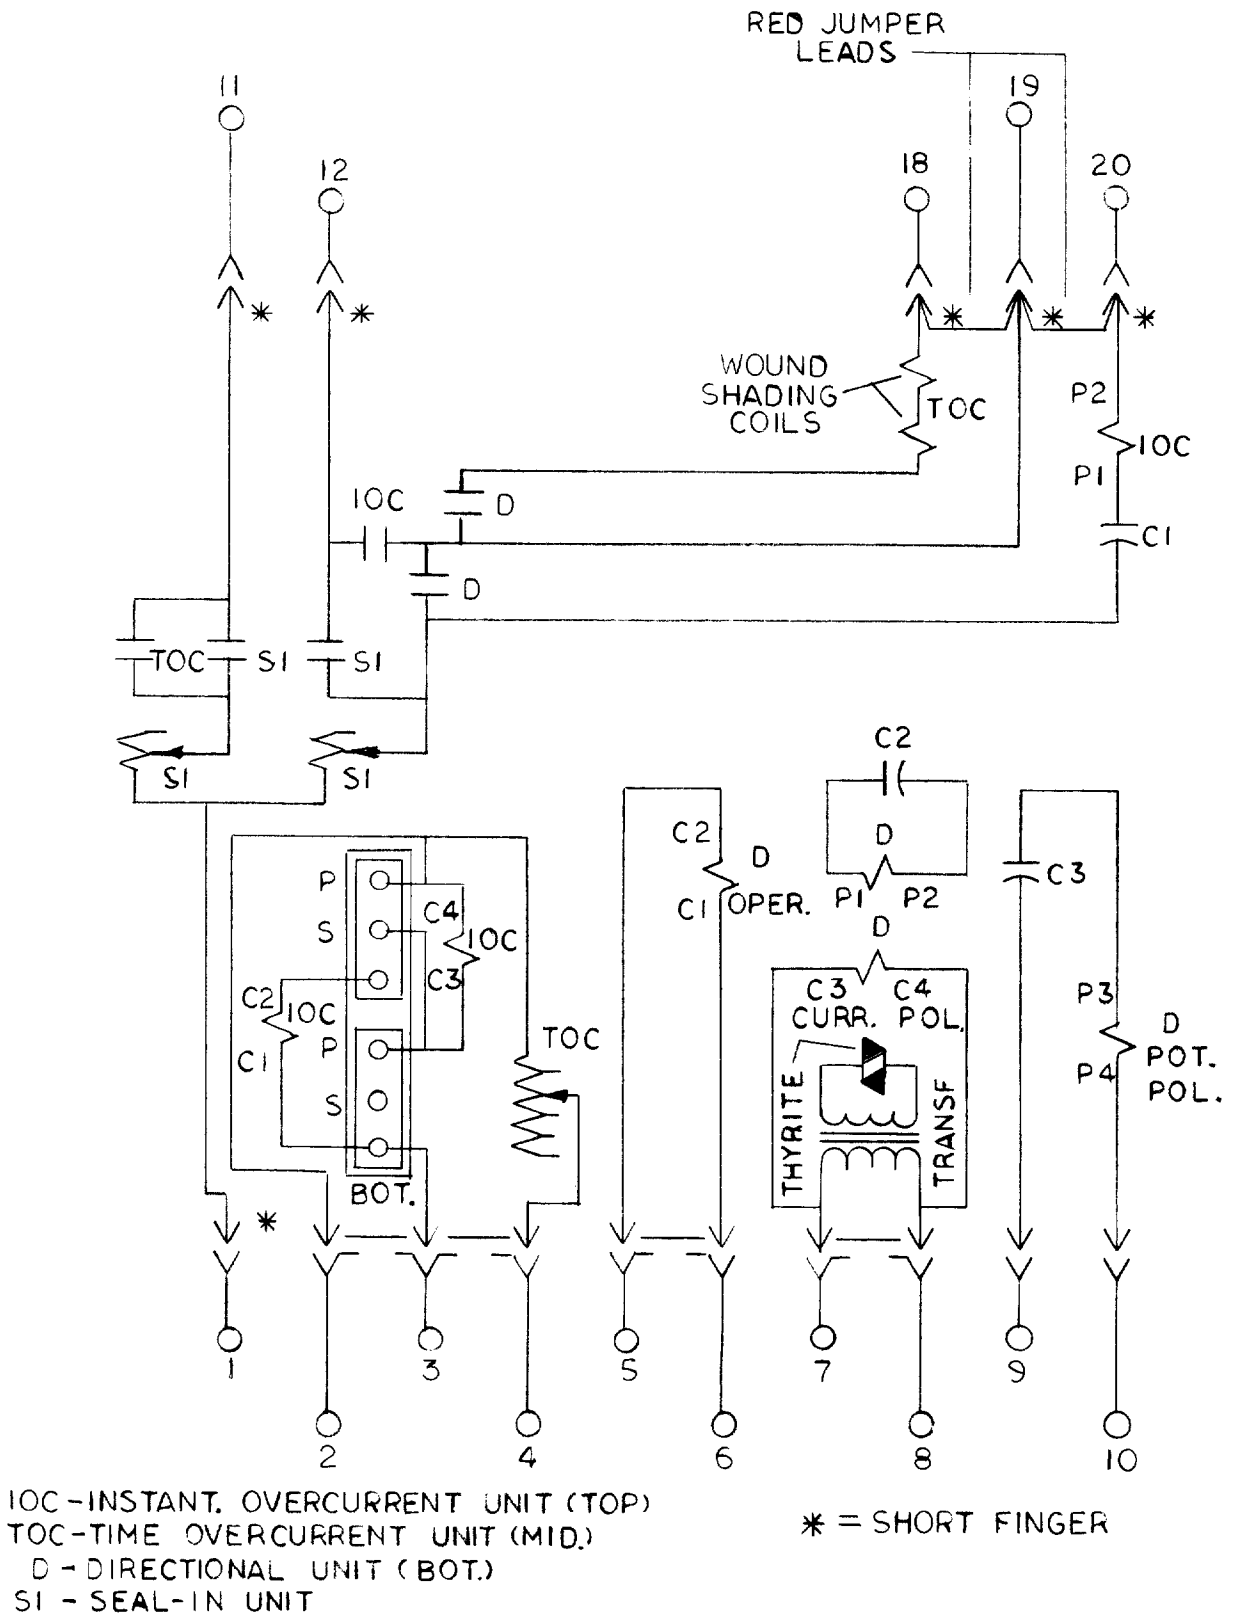 RED JUMPER
LEADS
11
19
12
18
20
*
*
*
*
*
WOUND
SHADING
COILS
TOC
P2
IOC
P1
IOC
D
C1
D
TOC
SI
SI
SI
SI
C2
C2
D
D
C3
P
C4
C1
OPER.
P1
P2
S
IOC
D
C3
C2
IOC
C3
C4
P3
CURR. POL.
C1
P
TOC
D
POT.
POL.
P4
S
THYRITE
TRANSF
BOT.
*
1
3
5
7
9
2
4
6
8
10
IOC-INSTANT. OVERCURRENT UNIT (TOP)
TOC-TIME OVERCURRENT UNIT (MID.)
D - DIRECTIONAL UNIT (BOT.)
SI - SEAL-IN UNIT
* = SHORT FINGER